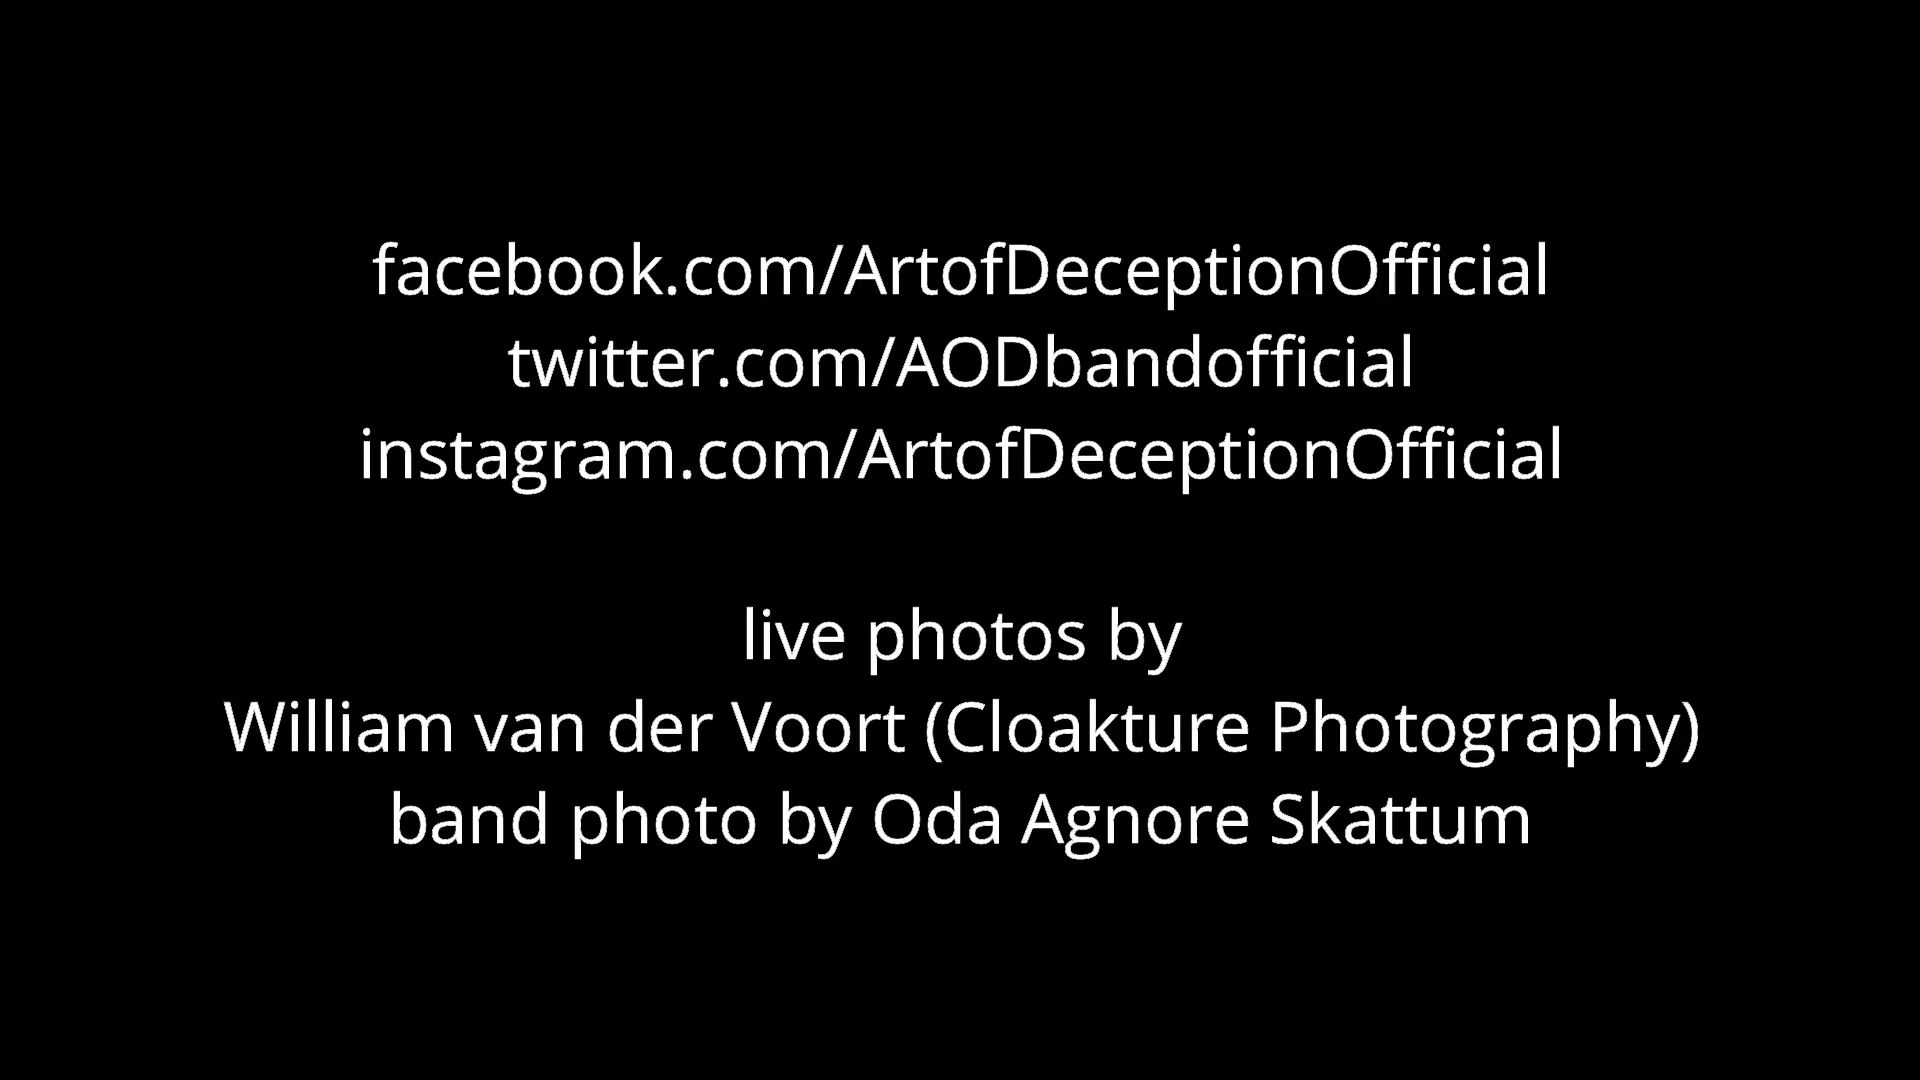 facebook.com/ArtofDeceptionOfficial
twitter.com/AODbandofficial
instagram.com/ArtofDeceptionOfficial
live photos by
William van der Voort (Cloakture Photography)
band photo by Oda Agnore Skattum